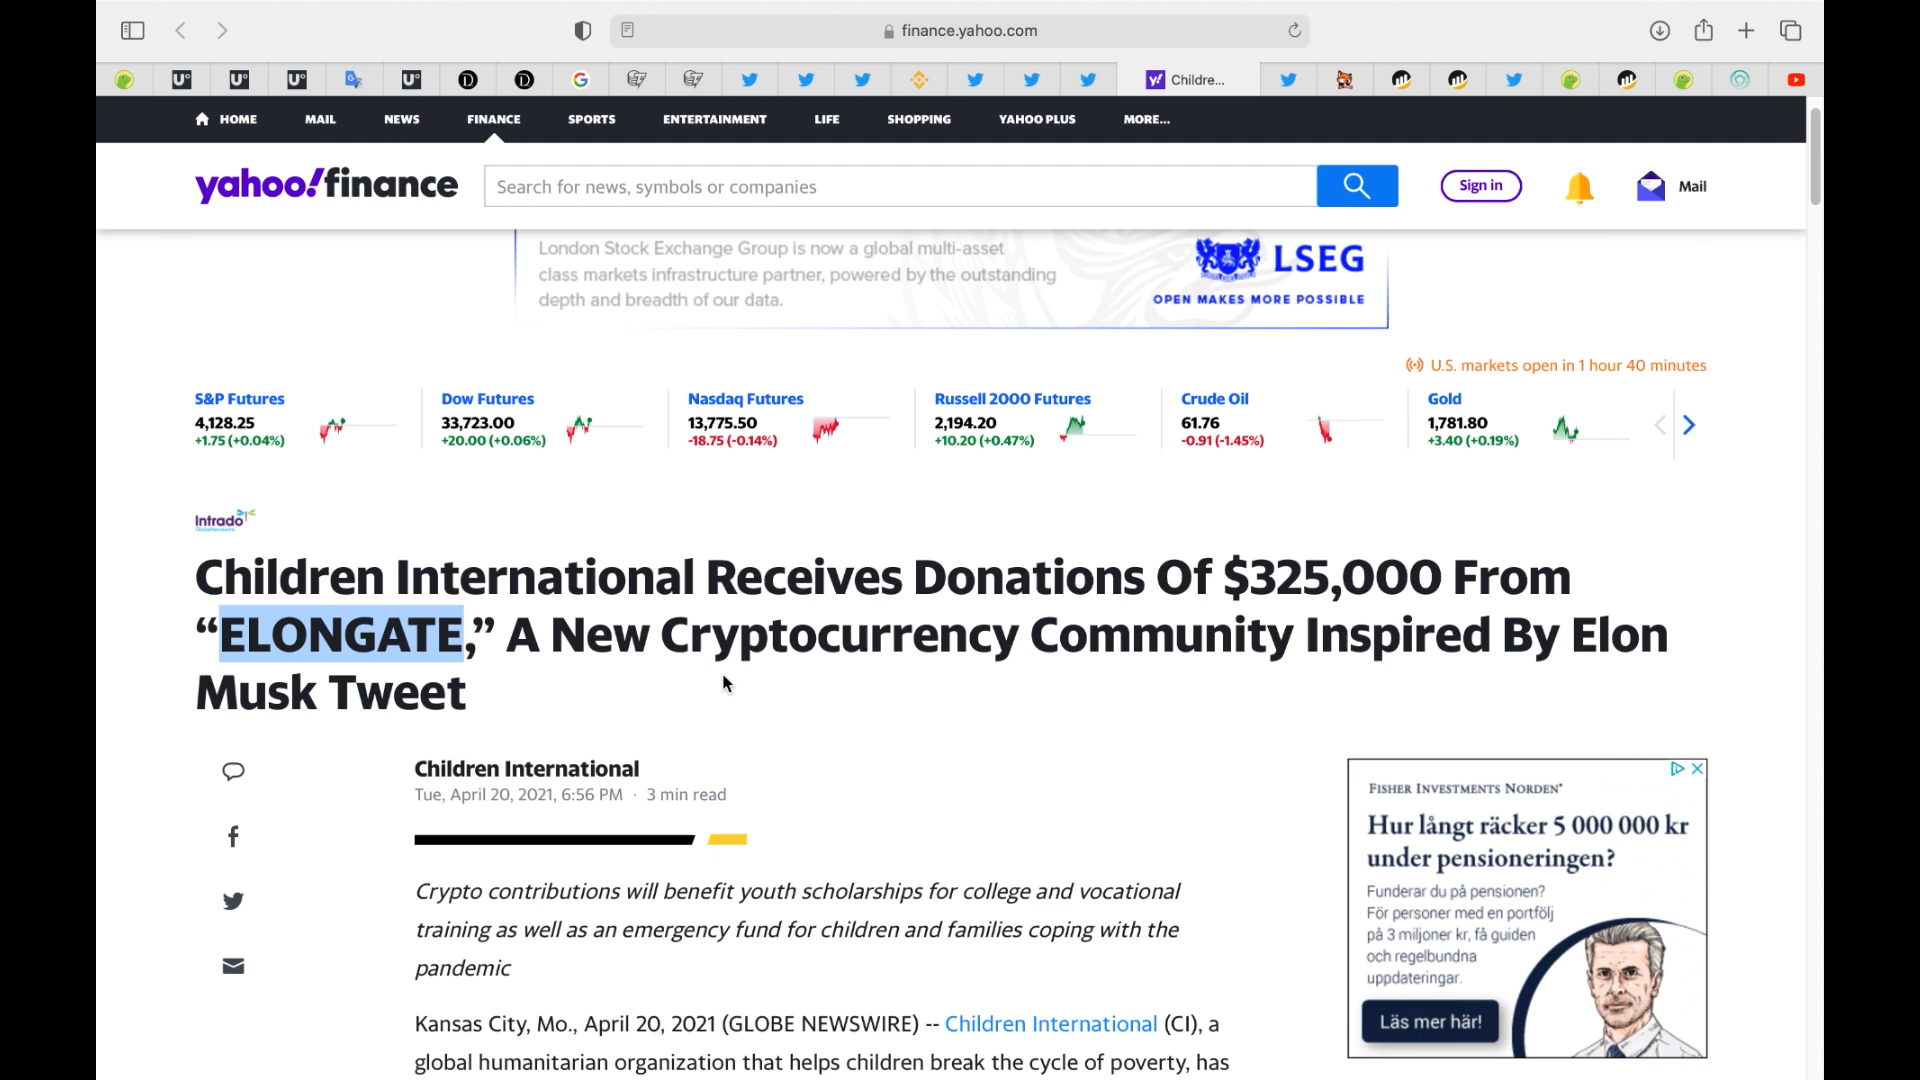 finance.yahoo.com
Childre...
HOME MAIL NEWS FINANCE SPORTS ENTERTAINMENT LIFE SHOPPING YAHOO PLUS MORE...
yahoo!finance
Search for news, symbols or companies
Sign in
Mail
London Stock Exchange Group is now a global multi-asset
class markets infrastructure partner, powered by the outstanding
depth and breadth of our data.
LSEG
OPEN MAKES MORE POSSIBLE
U.S. markets open in 1 hour 40 minutes
S&P Futures
4,128.25
+1.75 (+0.04%)
Dow Futures
33,723.00
+20.00 (+0.06%)
Nasdaq Futures
13,775.50
-18.75 (-0.14%)
Russell 2000 Futures
2,194.20
+10.20 (+0.47%)
Crude Oil
61.76
-0.91 (-1.45%)
Gold
1,781.80
+3.40 (+0.19%)
Intrado
GlobeNewswire
Children International Receives Donations Of $325,000 From
“ELONGATE,” A New Cryptocurrency Community Inspired By Elon
Musk Tweet
Children International
Tue, April 20, 2021, 6:56 PM · 3 min read
Crypto contributions will benefit youth scholarships for college and vocational
training as well as an emergency fund for children and families coping with the
pandemic
Kansas City, Mo., April 20, 2021 (GLOBE NEWSWIRE) -- Children International (CI), a
global humanitarian organization that helps children break the cycle of poverty, has
FISHER INVESTMENTS NORDEN*
Hur långt räcker 5 000 000 kr
under pensioneringen?
Funderar du på pensionen?
För personer med en portfölj
på 3 miljoner kr, få guiden
och regelbundna
uppdateringar.
Läs mer här!